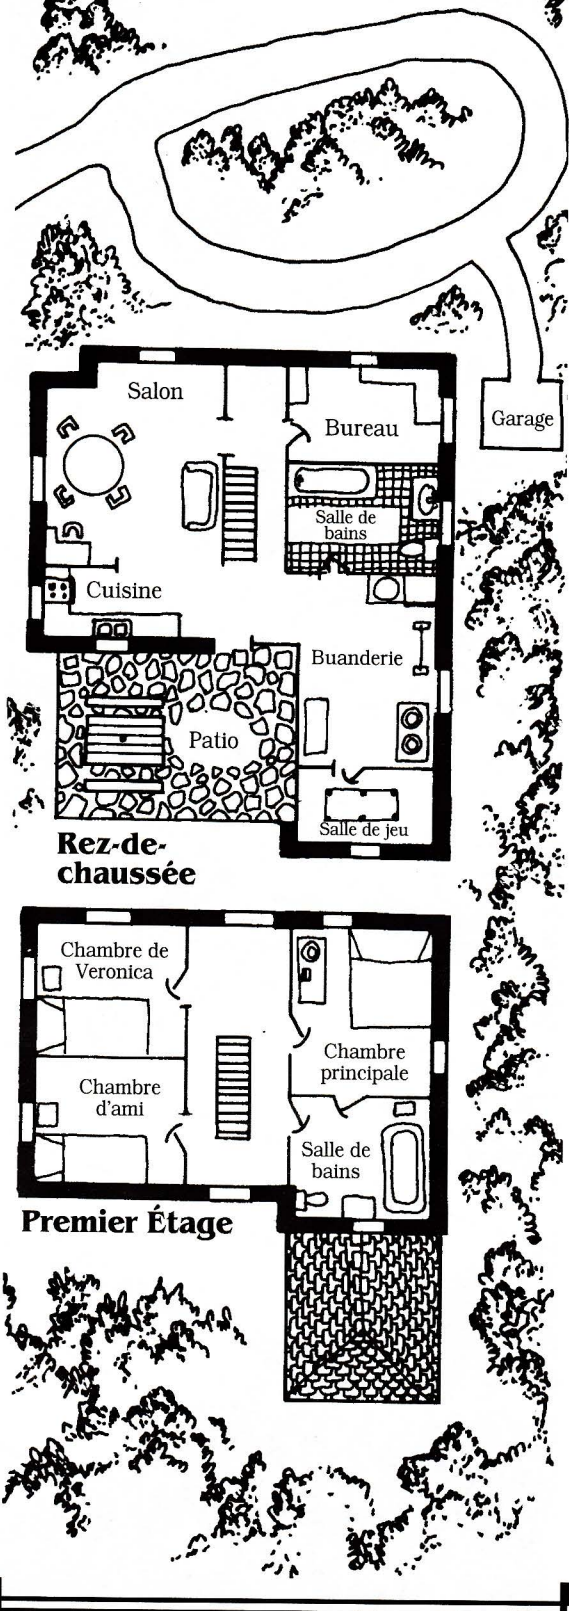 Garage
Salon
Bureau
Salle de
bains
Cuisine
Buanderie
Patio
Salle de jeu
Rez-de-
chaussée
Chambre de
Veronica
Chambre
principale
Chambre
d'ami
Salle de
bains
Premier Étage